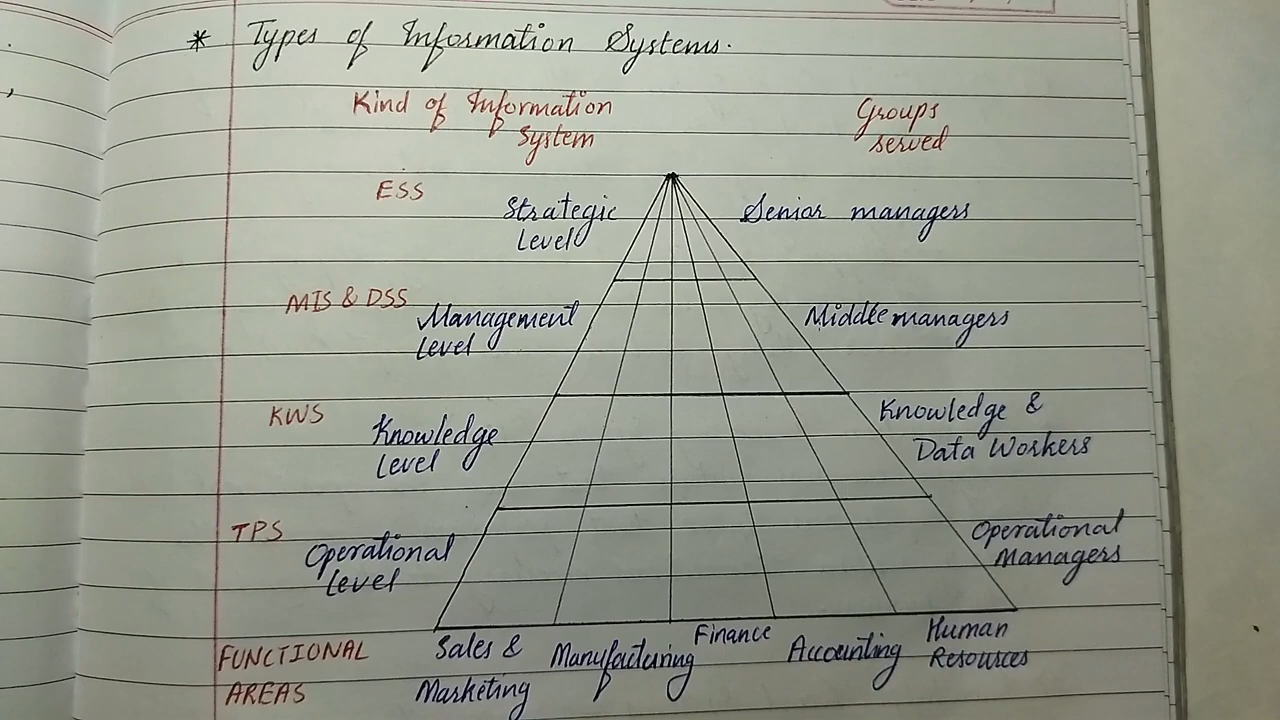 * Types of Information Systems.
Kind of Information
System
Groups
served
ESS
Strategic
Level
Senior managers
MIS & DSS
Management
Level
Middle managers
KWS
Knowledge
Level
Knowledge &
Data Workers
TPS
Operational
Level
Operational
Managers
FUNCTIONAL
AREAS
Sales &
Marketing
Manufacturing
Finance
Accounting
Human
Resources